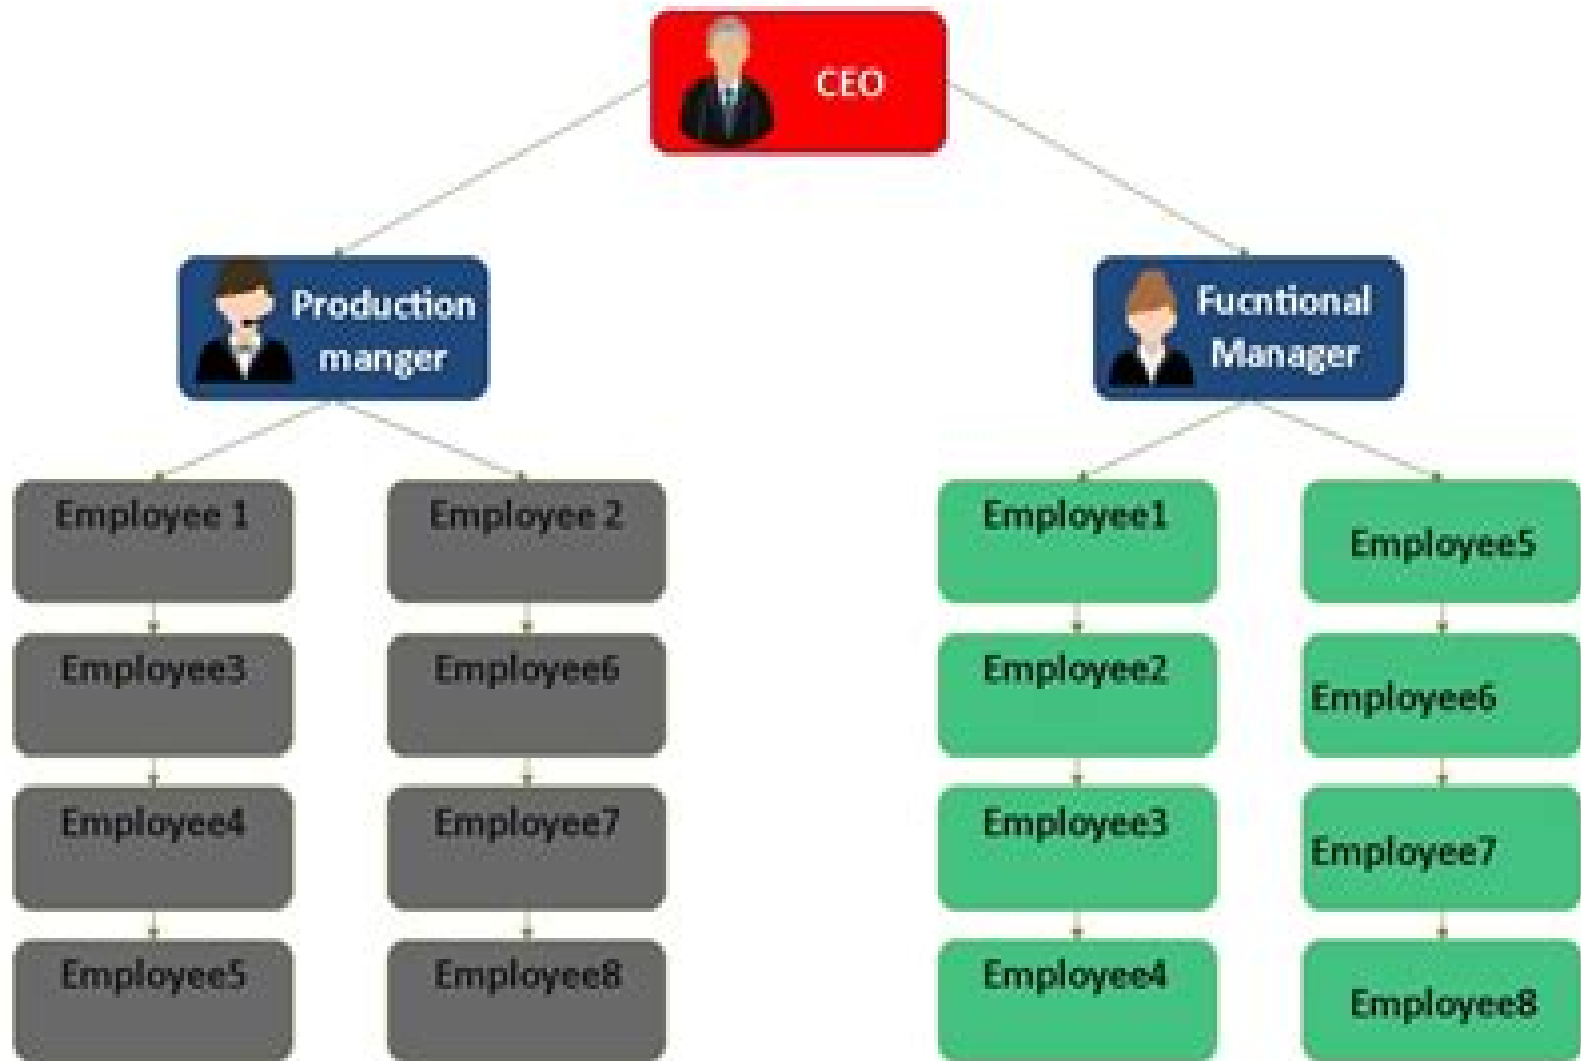 CEO
Production
manger
Fucntional
Manager
Employee 1
Employee 2
Employee1
Employee5
Employee3
Employee6
Employee2
Employee6
Employee4
Employee7
Employee3
Employee7
Employee5
Employee8
Employee4
Employee8